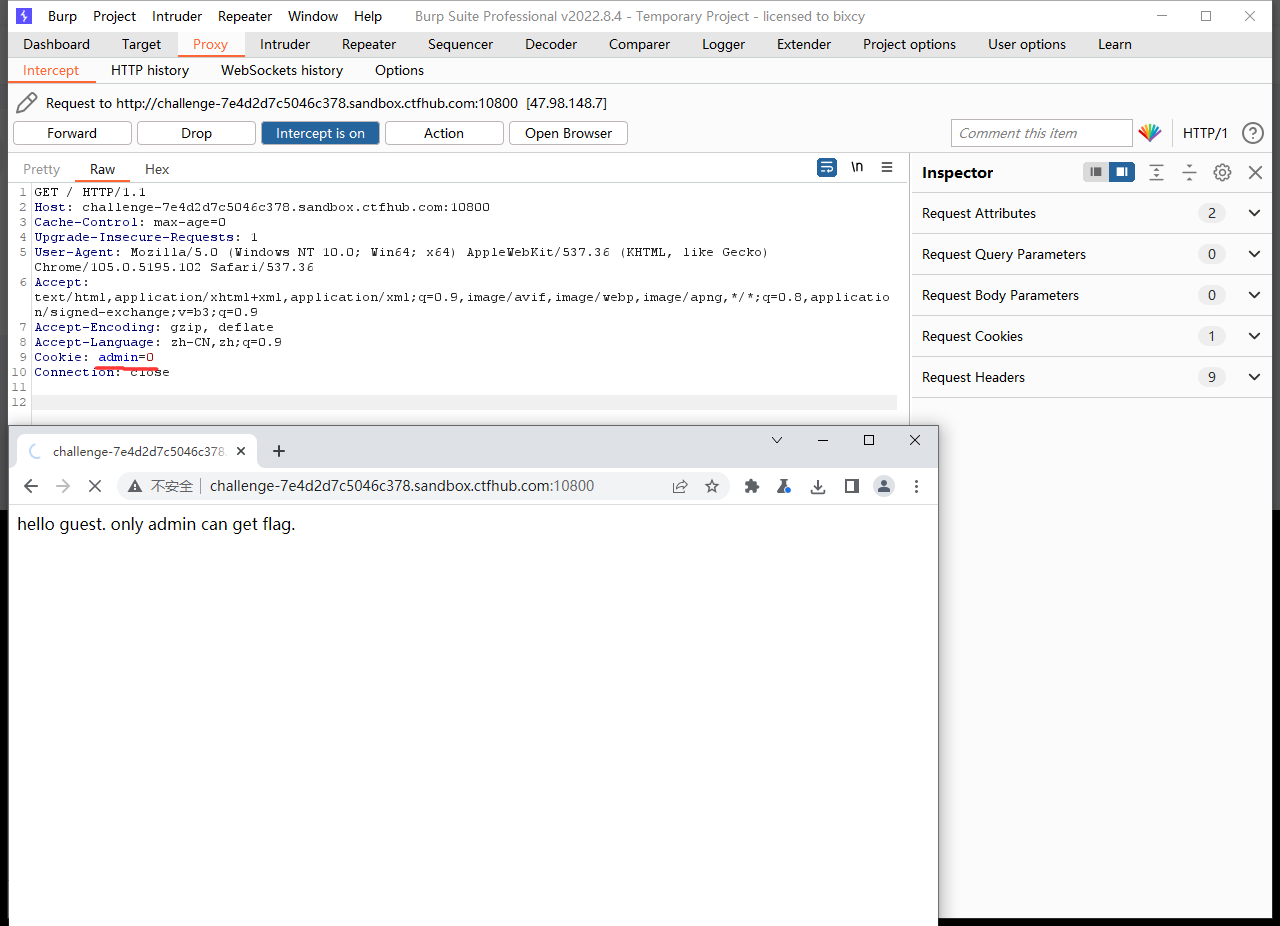 Burp Project Intruder Repeater Window Help Burp Suite Professional v2022.8.4 - Temporary Project - licensed to bixcy
Dashboard Target Proxy Intruder Repeater Sequencer Decoder Comparer Logger Extender Project options User options Learn
Intercept HTTP history WebSockets history Options
Request to http://challenge-7e4d2d7c5046c378.sandbox.ctfhub.com:10800 [47.98.148.7]
Forward Drop Intercept is on Action Open Browser Comment this item HTTP/1 ?
Pretty Raw Hex \n
1 GET / HTTP/1.1
2 Host: challenge-7e4d2d7c5046c378.sandbox.ctfhub.com:10800
3 Cache-Control: max-age=0
4 Upgrade-Insecure-Requests: 1
5 User-Agent: Mozilla/5.0 (Windows NT 10.0; Win64; x64) AppleWebKit/537.36 (KHTML, like Gecko)
Chrome/105.0.5195.102 Safari/537.36
6 Accept:
text/html,application/xhtml+xml,application/xml;q=0.9,image/avif,image/webp,image/apng,*/*;q=0.8,applicatio
n/signed-exchange;v=b3;q=0.9
7 Accept-Encoding: gzip, deflate
8 Accept-Language: zh-CN,zh;q=0.9
9 Cookie: admin=0
10 Connection: close
11
12
Inspector
Request Attributes 2
Request Query Parameters 0
Request Body Parameters 0
Request Cookies 1
Request Headers 9
challenge-7e4d2d7c5046c378.
不安全 challenge-7e4d2d7c5046c378.sandbox.ctfhub.com:10800
hello guest. only admin can get flag.